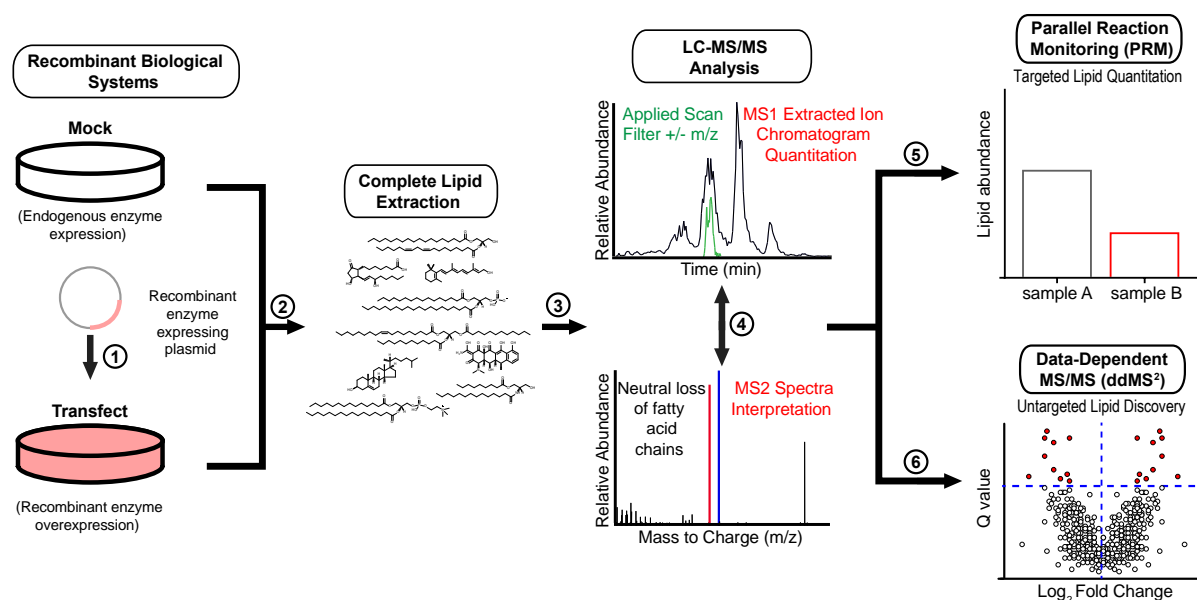 Recombinant Biological
Systems
Mock
(Endogenous enzyme
expression)
Recombinant
enzyme
expressing
plasmid
1
Transfect
(Recombinant enzyme
overexpression)
2
Complete Lipid
Extraction
3
LC-MS/MS
Analysis
Relative Abundance
Applied Scan
Filter +/- m/z
MS1 Extracted Ion
Chromatogram
Quantitation
Time (min)
4
Relative Abundance
Neutral loss
of fatty
acid
chains
MS2 Spectra
Interpretation
Mass to Charge (m/z)
5
Parallel Reaction
Monitoring (PRM)
Targeted Lipid Quantitation
Lipid abundance
sample A
sample B
6
Data-Dependent
MS/MS (ddMS²)
Untargeted Lipid Discovery
Q value
Log₂ Fold Change